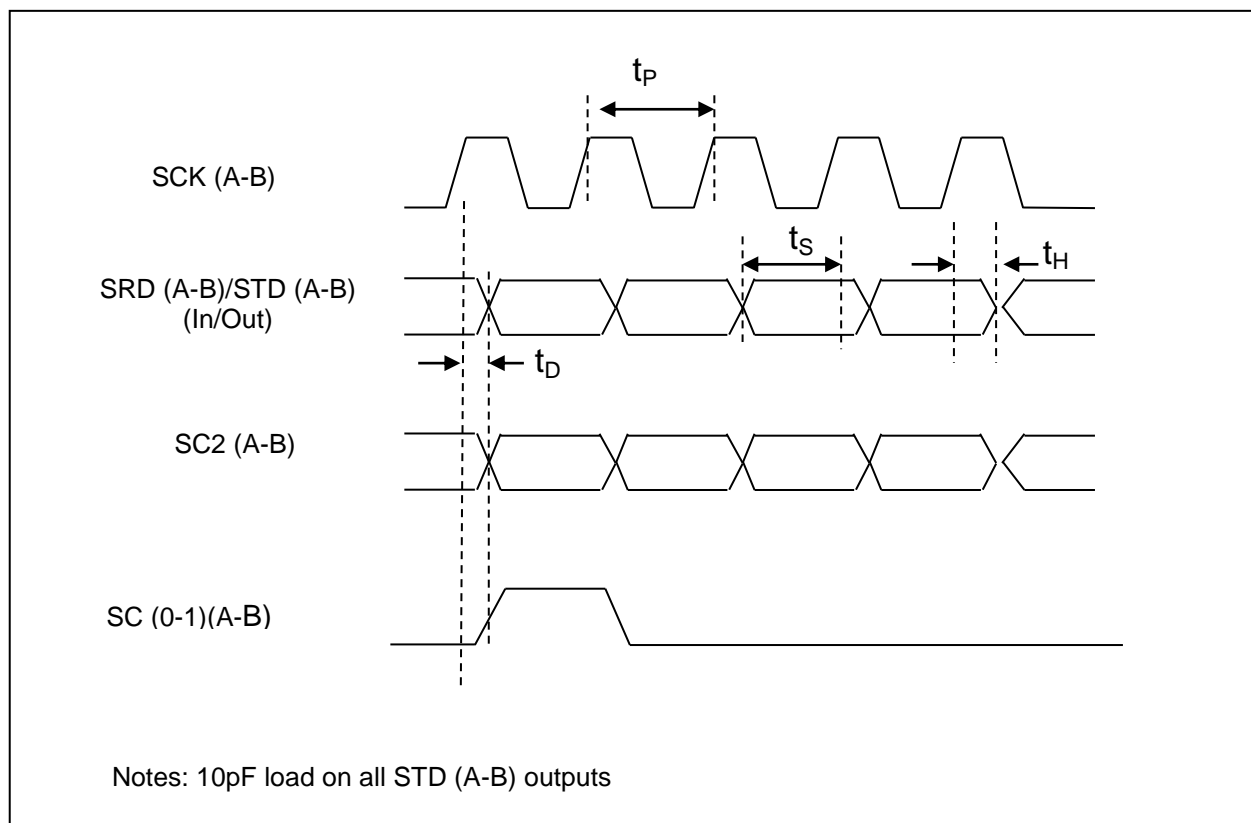 tP
SCK (A-B)
tS
tH
SRD (A-B)/STD (A-B)
(In/Out)
tD
SC2 (A-B)
SC (0-1)(A-B)
Notes: 10pF load on all STD (A-B) outputs